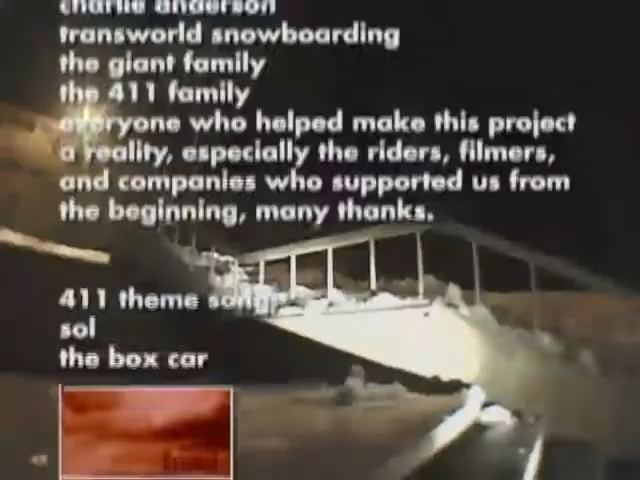 charlie anderson
transworld snowboarding
the giant family
the 411 family
everyone who helped make this project
a reality, especially the riders, filmers,
and companies who supported us from
the beginning, many thanks.
411 theme song
sol
the box car